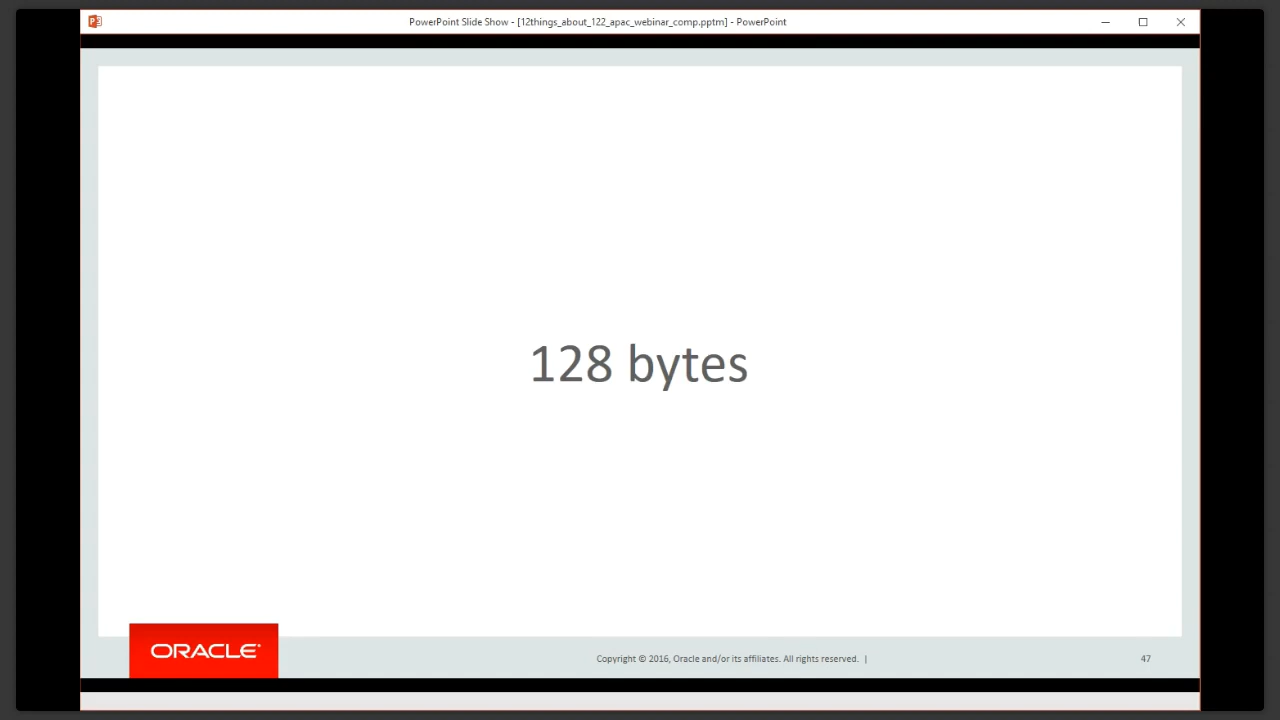 PowerPoint Slide Show - [12things_about_122_apac_webinar_comp.pptm] - PowerPoint
128 bytes
ORACLE
Copyright © 2016, Oracle and/or its affiliates. All rights reserved. |
47